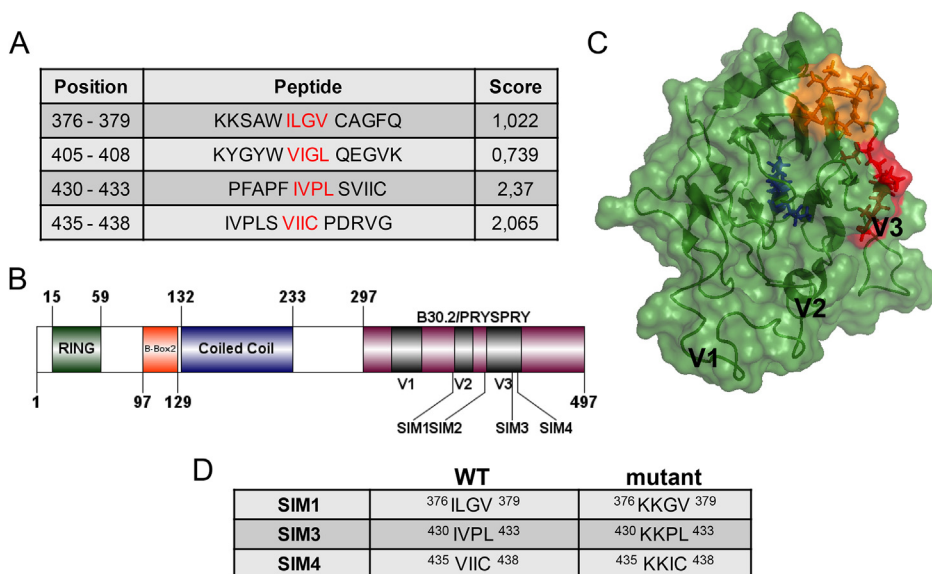 A
Position Peptide Score
376 - 379 KKSAW ILGV CAGFQ 1,022
405 - 408 KYGYW VIGL QEGVK 0,739
430 - 433 PFAPF IVPL SVIIC 2,37
435 - 438 IVPLS VIIC PDRVG 2,065
B
15 59 132 233 297
B30.2/PRYSPRY
RING B-Box2 Coiled Coil
V1 V2 V3
1 97 129 497
SIM1 SIM2 SIM3 SIM4
C
V3
V2
V1
D
WT mutant
SIM1 376 ILGV 379 376 KKGV 379
SIM3 430 IVPL 433 430 KKPL 433
SIM4 435 VIIC 438 435 KKIC 438